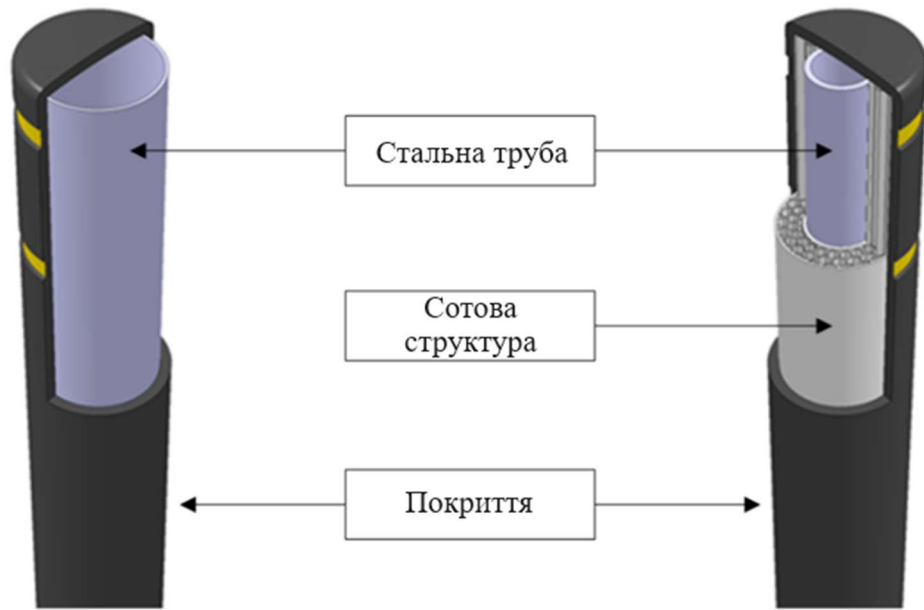 Стальна труба
Сотова
структура
Покриття